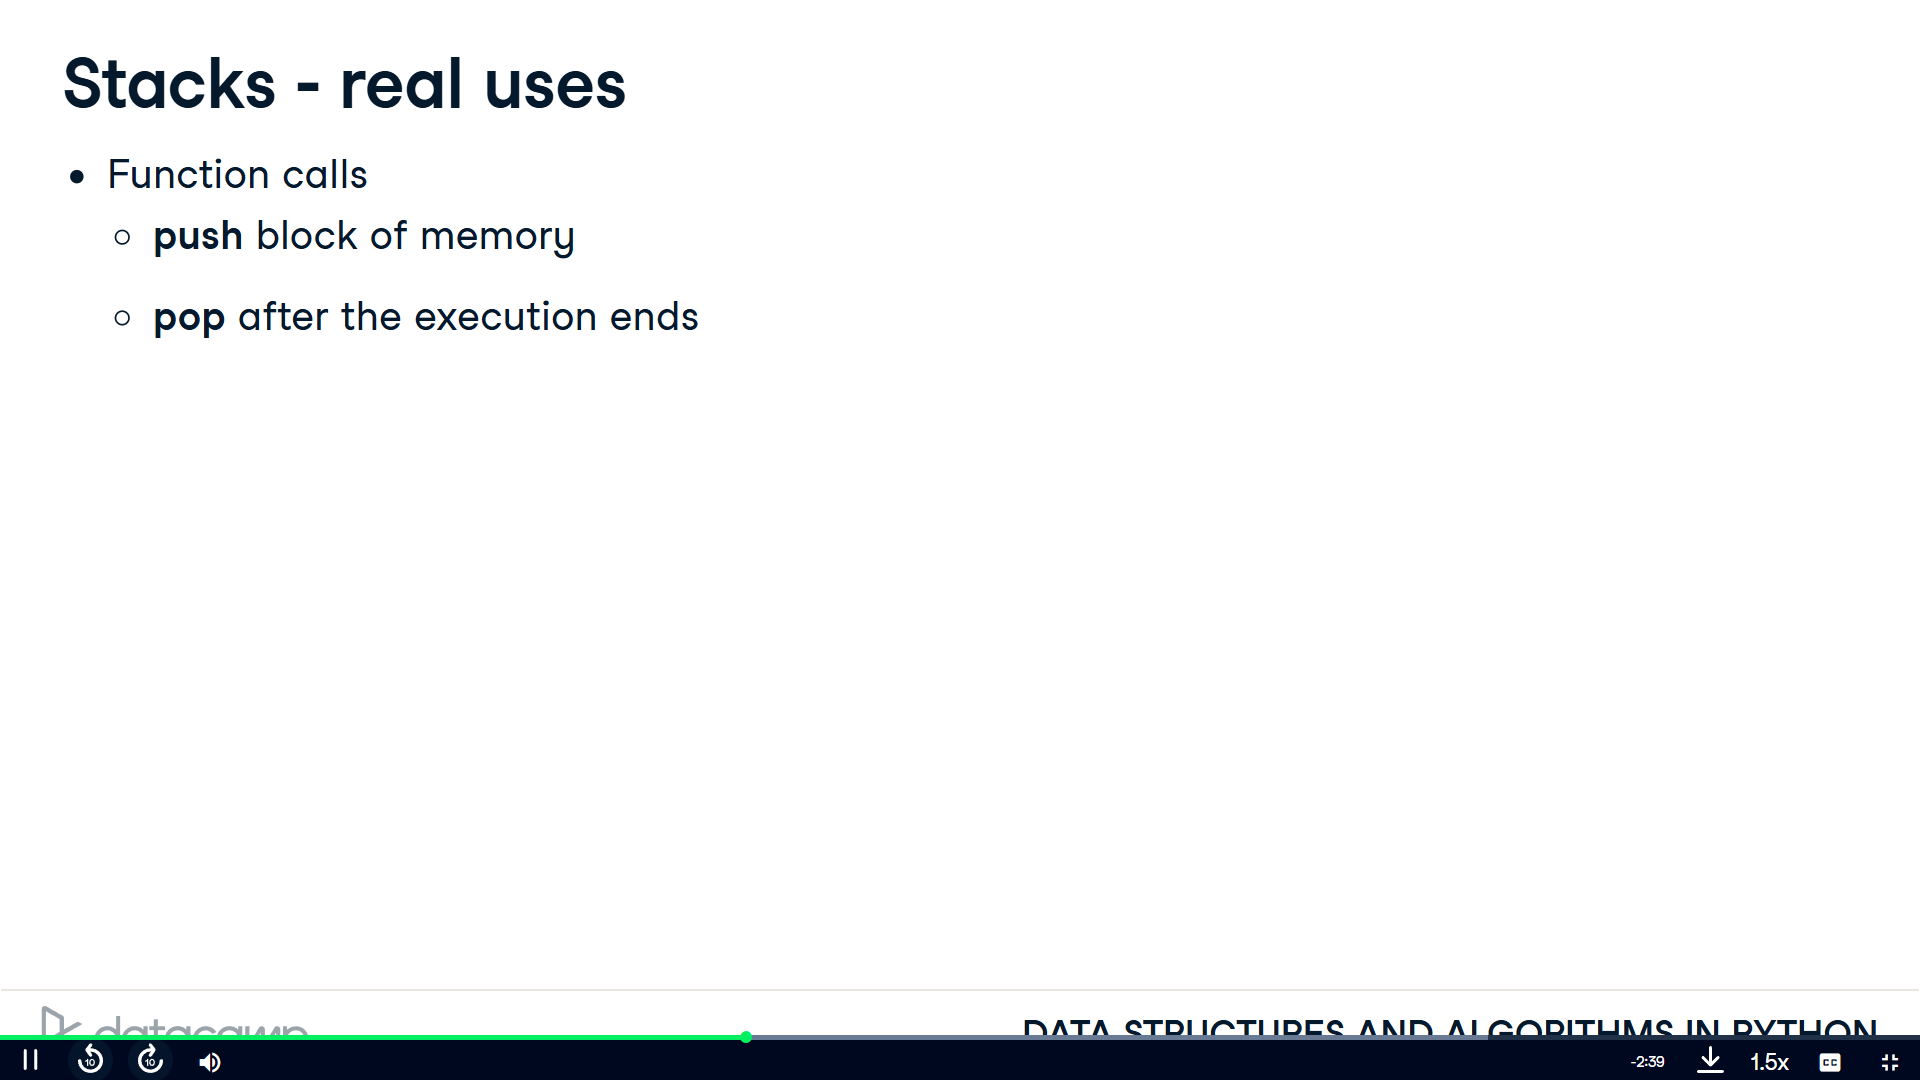 Stacks - real uses
• Function calls
○ push block of memory
○ pop after the execution ends
datacamp
DATA STRUCTURES AND ALGORITHMS IN PYTHON
10
10
-2:39
1.5x
CC